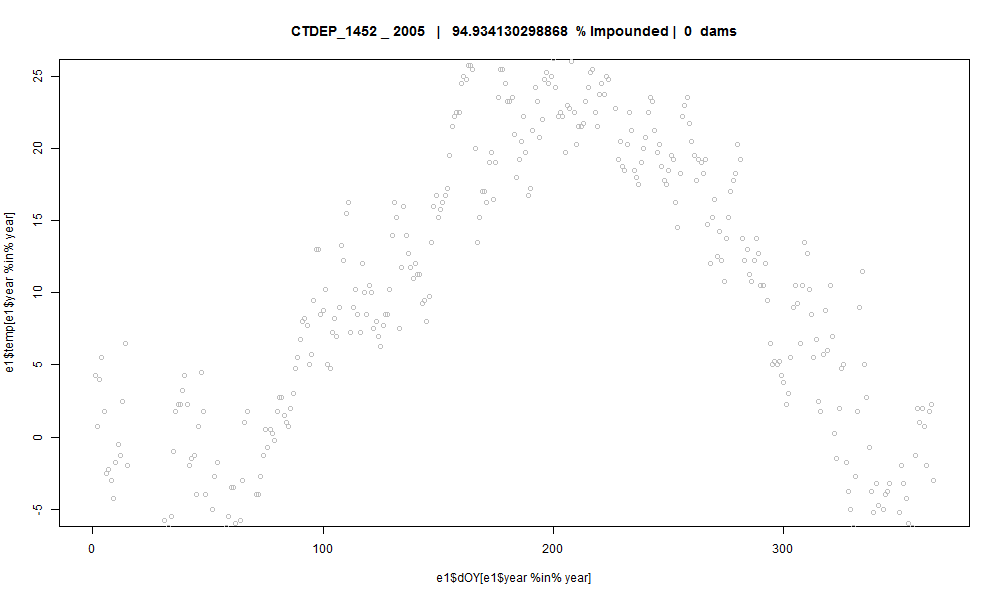 CTDEP_1452 _ 2005 | 94.934130298868 % Impounded | 0 dams
e1$temp[e1$year %in% year]
25
20
15
10
5
0
-5
0 100 200 300
e1$dOY[e1$year %in% year]